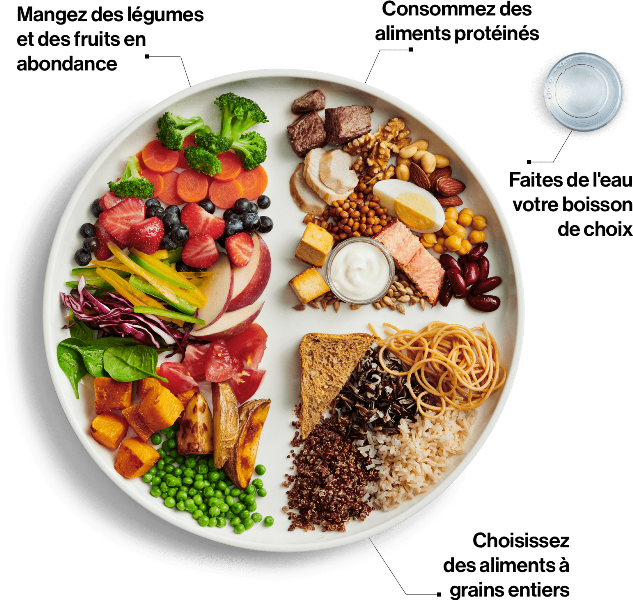 Mangez des légumes
et des fruits en
abondance
Consommez des
aliments protéinés
Faites de l'eau
votre boisson
de choix
Choisissez
des aliments à
grains entiers